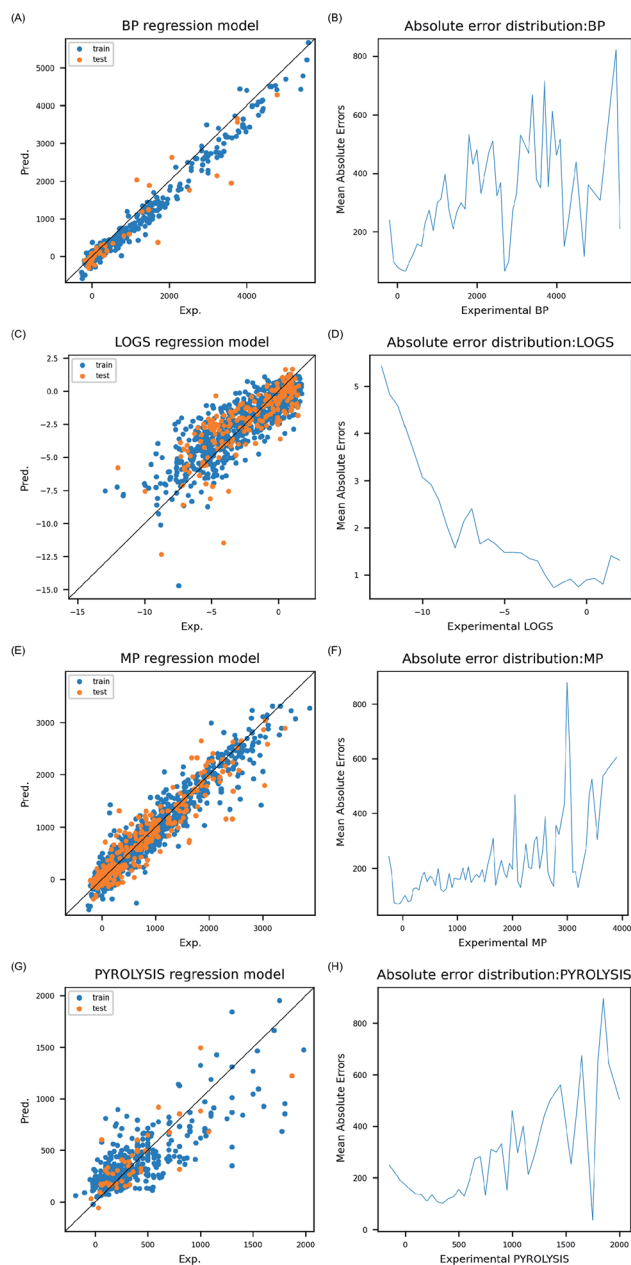 (A)
BP regression model
train
test
5000
4000
3000
2000
1000
0
Pred.
0
2000
4000
Exp.
(B)
Absolute error distribution:BP
800
600
400
200
Mean Absolute Errors
0
2000
4000
Experimental BP
(C)
LOGS regression model
train
test
2.5
0.0
−2.5
−5.0
−7.5
−10.0
−12.5
−15.0
Pred.
−15
−10
−5
0
Exp.
(D)
Absolute error distribution:LOGS
5
4
3
2
1
Mean Absolute Errors
−10
−5
0
Experimental LOGS
(E)
MP regression model
train
test
3000
2000
1000
0
Pred.
0
1000
2000
3000
Exp.
(F)
Absolute error distribution:MP
800
600
400
200
Mean Absolute Errors
0
1000
2000
3000
4000
Experimental MP
(G)
PYROLYSIS regression model
train
test
2000
1500
1000
500
0
Pred.
0
500
1000
1500
2000
Exp.
(H)
Absolute error distribution:PYROLYSIS
800
600
400
200
0
Mean Absolute Errors
0
500
1000
1500
2000
Experimental PYROLYSIS